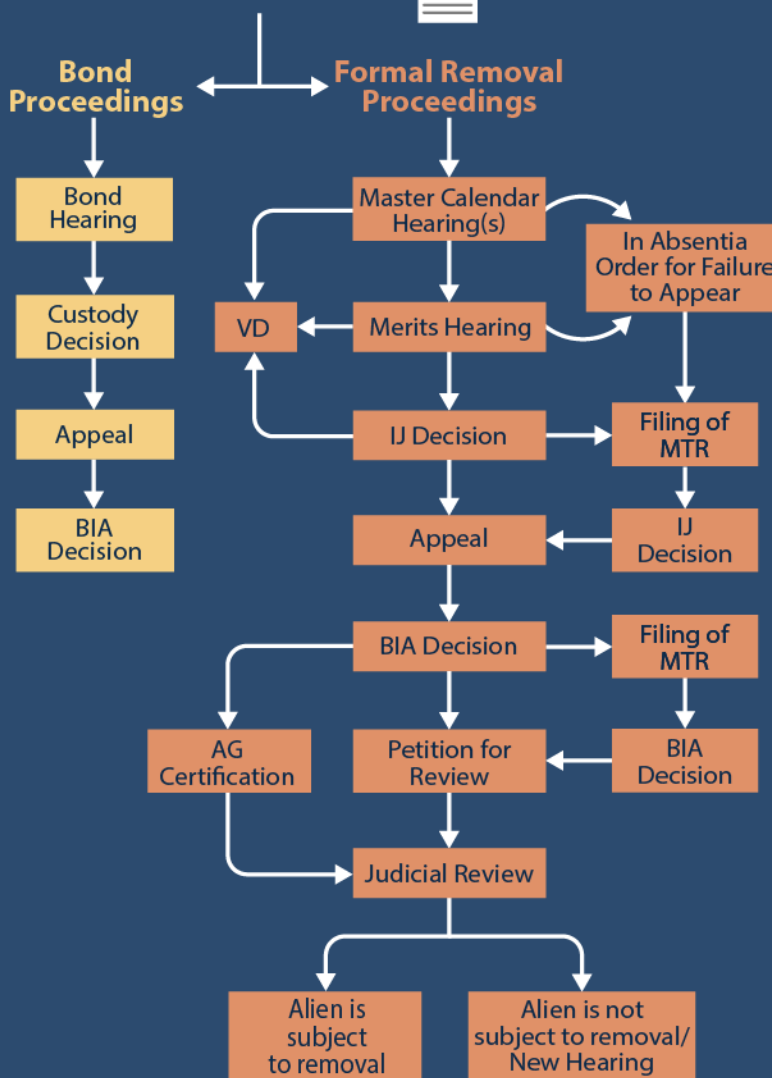 Bond
Proceedings
Formal Removal
Proceedings
Bond
Hearing
Master Calendar
Hearing(s)
In Absentia
Order for Failure
to Appear
Custody
Decision
VD
Merits Hearing
Appeal
IJ Decision
Filing of
MTR
BIA
Decision
Appeal
IJ
Decision
BIA Decision
Filing of
MTR
AG
Certification
Petition for
Review
BIA
Decision
Judicial Review
Alien is
subject
to removal
Alien is not
subject to removal/
New Hearing